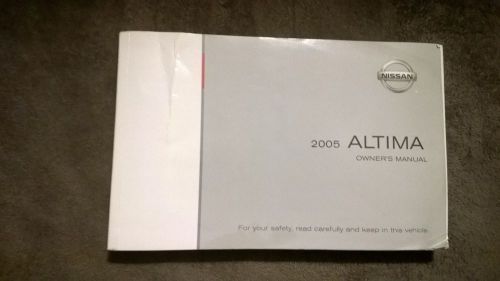 NISSAN
2005 ALTIMA
OWNER'S MANUAL
For your safety, read carefully and keep in this vehicle.